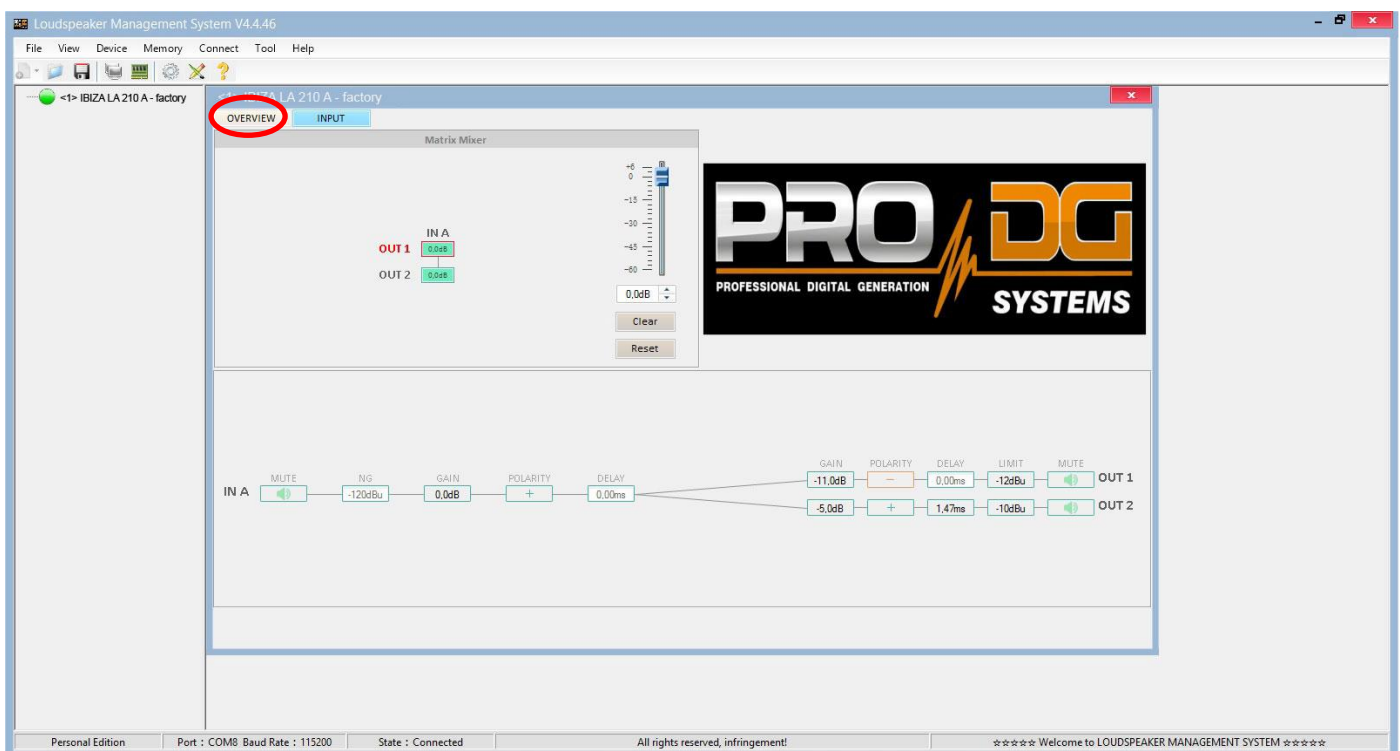 Loudspeaker Management System V4.4.46
File View Device Memory Connect Tool Help
<1> IBIZA LA 210 A - factory
<1> IBIZA LA 210 A - factory
OVERVIEW INPUT
Matrix Mixer
+6
0
-15
-30
-45
-60
IN A
OUT 1 0,0dB
OUT 2 0,0dB
0,0dB
Clear
Reset
PRO DG
PROFESSIONAL DIGITAL GENERATION
SYSTEMS
MUTE NG GAIN POLARITY DELAY
IN A -120dBu 0,0dB + 0,00ms
GAIN POLARITY DELAY LIMIT MUTE
-11,0dB - 0,00ms -12dBu OUT 1
-5,0dB + 1,47ms -10dBu OUT 2
Personal Edition Port : COM8 Baud Rate : 115200 State : Connected All rights reserved, infringement! ☆☆☆☆☆ Welcome to LOUDSPEAKER MANAGEMENT SYSTEM ☆☆☆☆☆